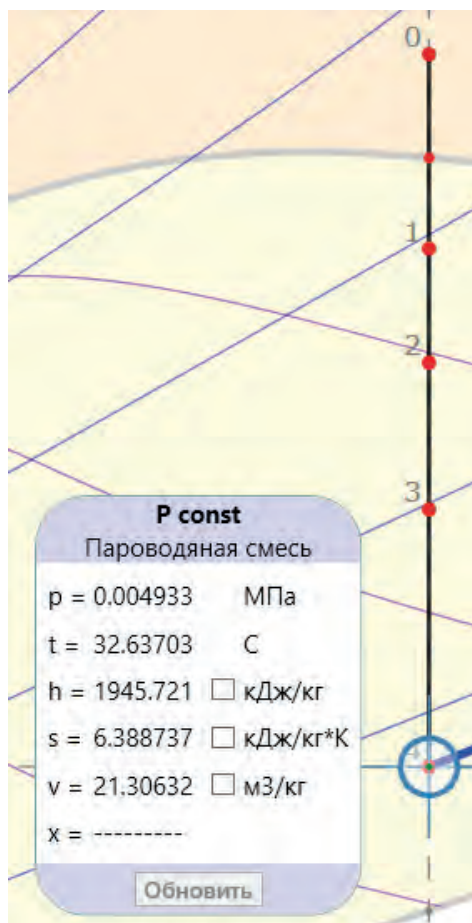 0
1
2
3
P const
Пароводяная смесь
p = 0.004933 МПа
t = 32.63703 C
h = 1945.721 кДж/кг
s = 6.388737 кДж/кг*К
v = 21.30632 м3/кг
x = ---------
Обновить